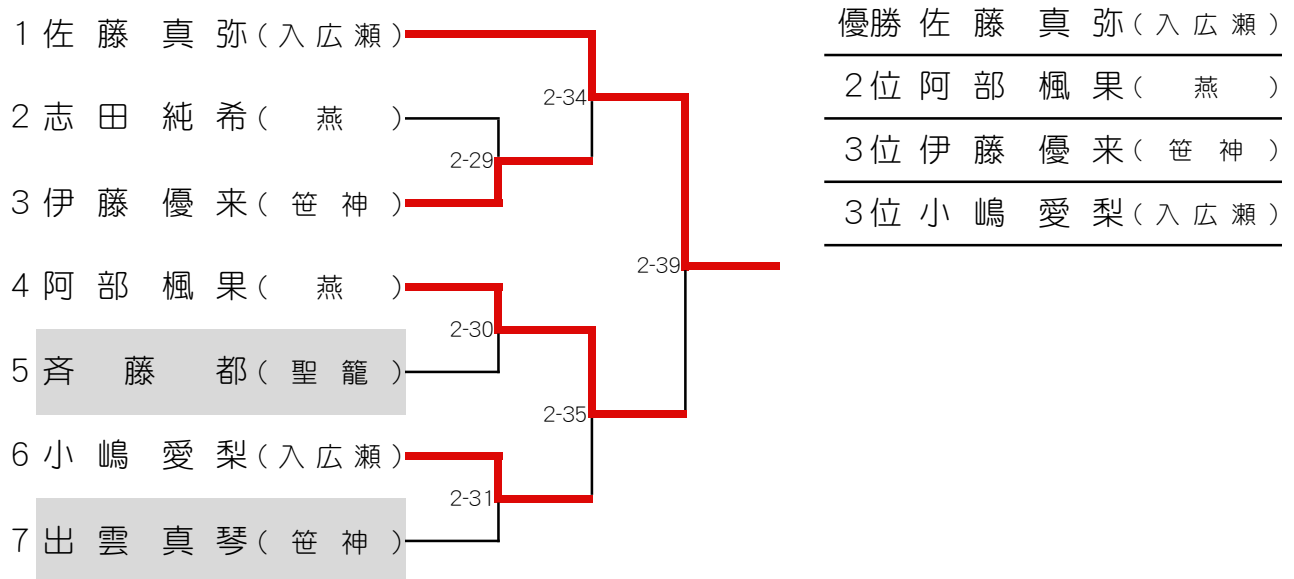 1 佐藤 真弥(入広瀬)
2-34
2 志田 純希(燕)
2-29
3 伊藤 優来(笹神)
2-39
4 阿部 楓果(燕)
2-30
5 斉藤 都(聖籠)
2-35
6 小嶋 愛梨(入広瀬)
2-31
7 出雲 真琴(笹神)
優勝 佐藤 真弥(入広瀬)
2位 阿部 楓果(燕)
3位 伊藤 優来(笹神)
3位 小嶋 愛梨(入広瀬)